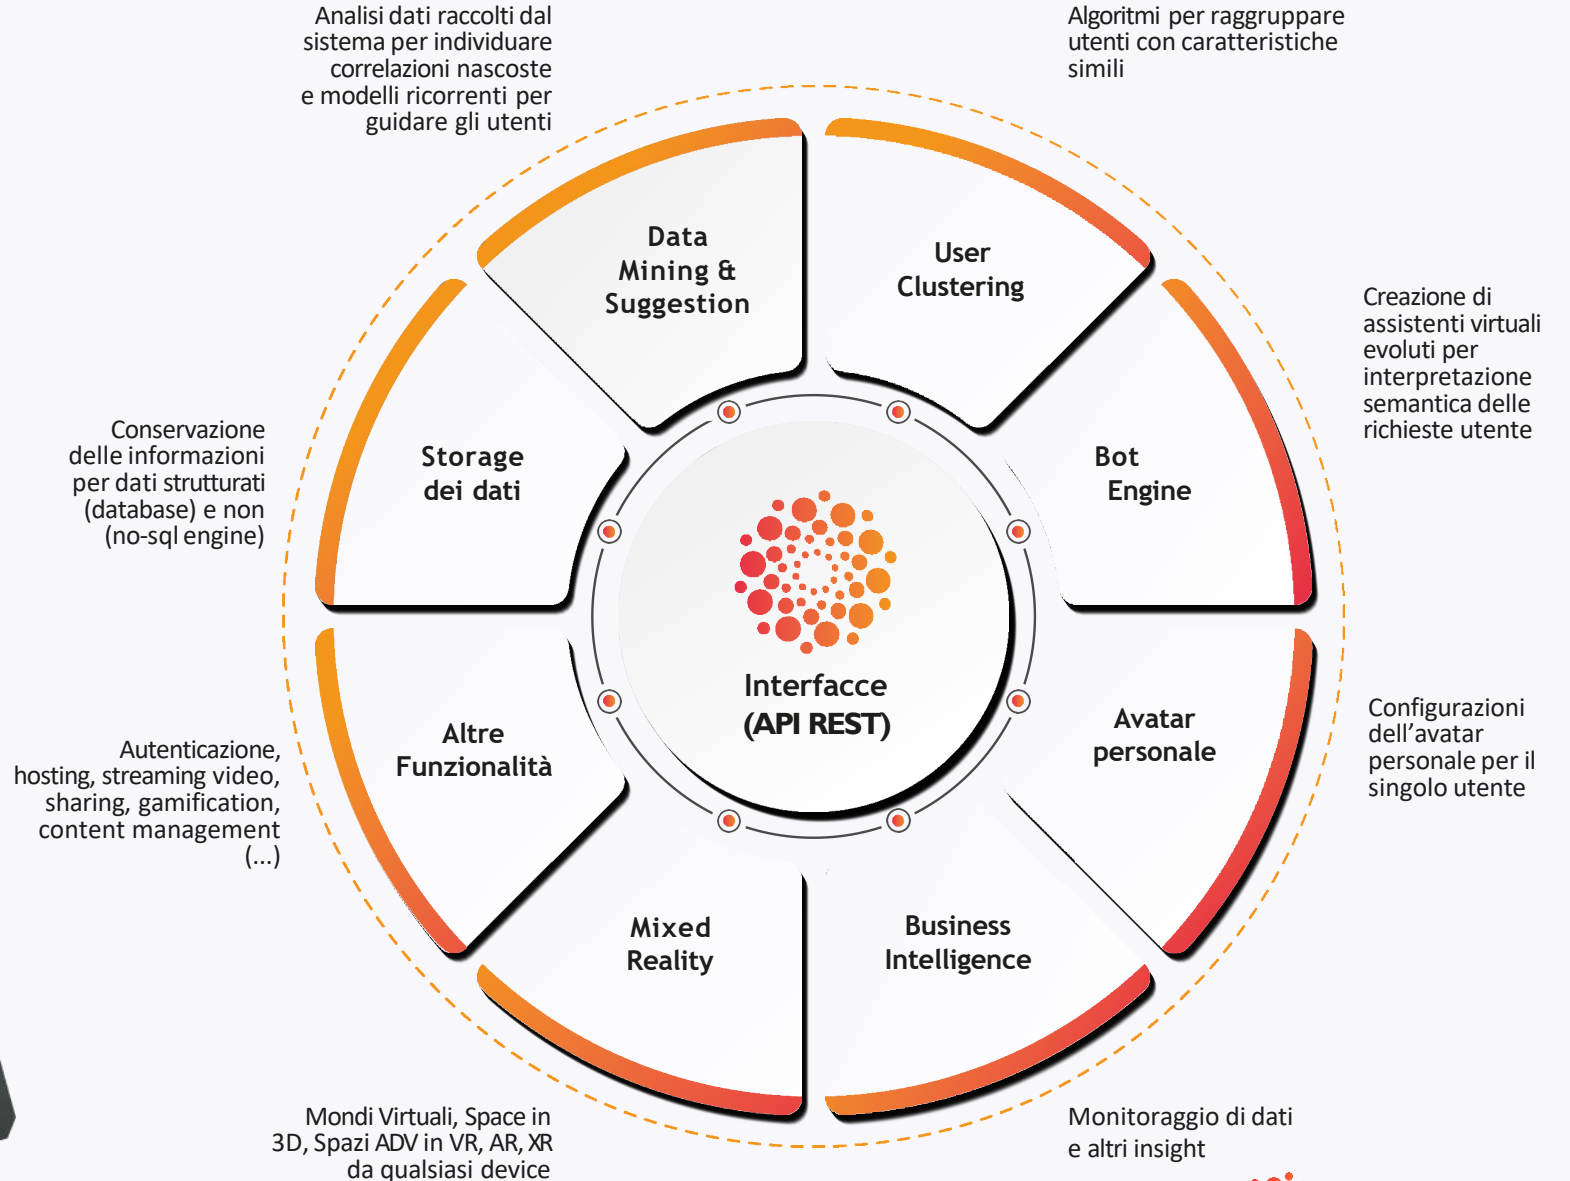 Analisi dati raccolti dal
sistema per individuare
correlazioni nascoste
e modelli ricorrenti per
guidare gli utenti
Algoritmi per raggruppare
utenti con caratteristiche
simili
Data
Mining &
Suggestion
User
Clustering
Creazione di
assistenti virtuali
evoluti per
interpretazione
semantica delle
richieste utente
Conservazione
delle informazioni
per dati strutturati
(database) e non
(no-sql engine)
Storage
dei dati
Bot
Engine
Interfacce
(API REST)
Altre
Funzionalità
Avatar
personale
Configurazioni
dell'avatar
personale per il
singolo utente
Autenticazione,
hosting, streaming video,
sharing, gamification,
content management
(...)
Mixed
Reality
Business
Intelligence
Mondi Virtuali, Space in
3D, Spazi ADV in VR, AR, XR
da qualsiasi device
Monitoraggio di dati
e altri insight